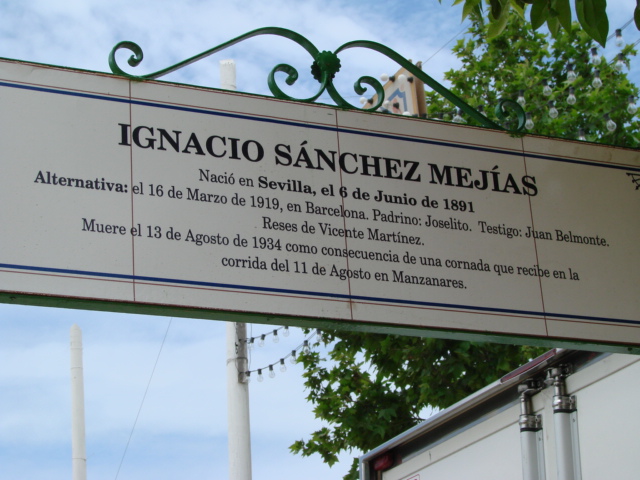 IGNACIO SÁNCHEZ MEJÍAS
Nació en Sevilla, el 6 de Junio de 1891
Alternativa: el 16 de Marzo de 1919, en Barcelona. Padrino: Joselito. Testigo: Juan Belmonte.
Reses de Vicente Martínez.
Muere el 13 de Agosto de 1934 como consecuencia de una cornada que recibe en la
corrida del 11 de Agosto en Manzanares.